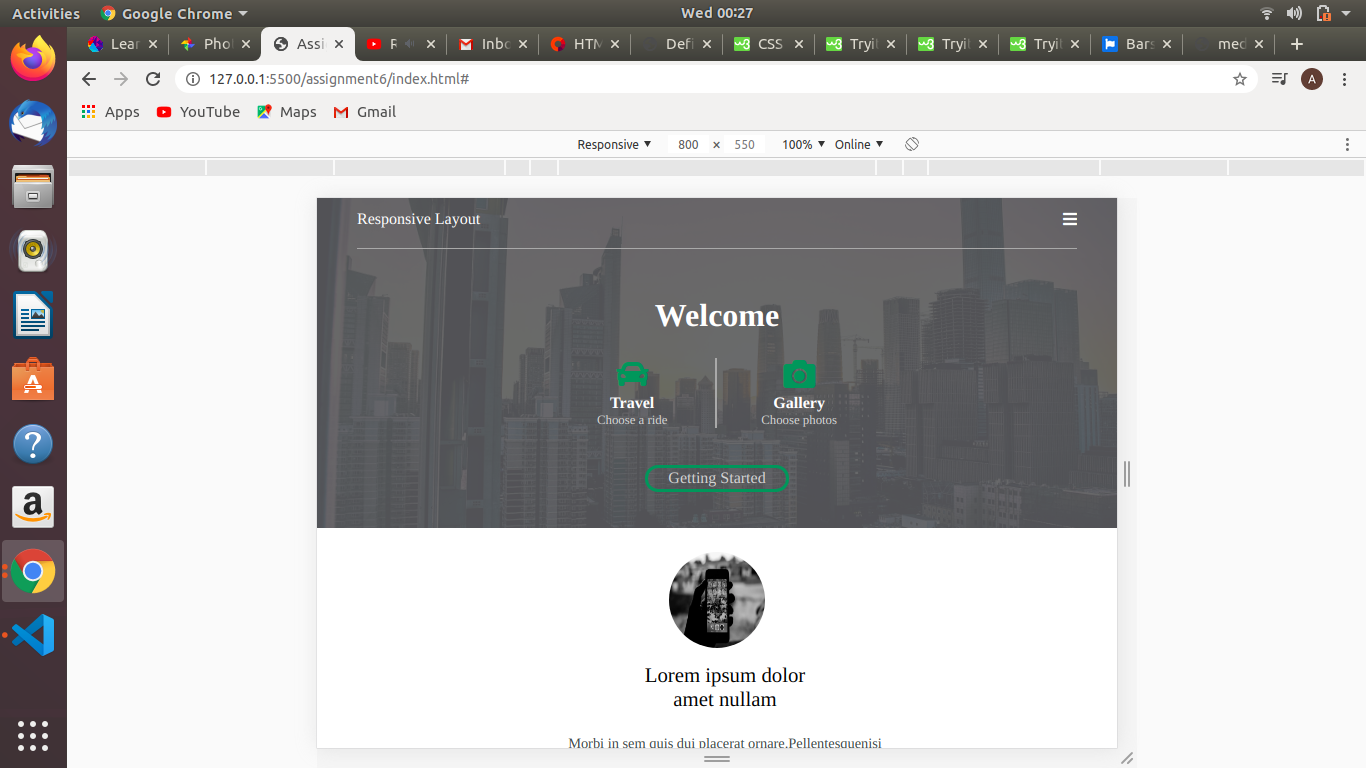 Activities Google Chrome Wed 00:27
Lear Phot Assi R Inbo HTM Defi CSS Tryi Tryi Tryi Bars med
127.0.0.1:5500/assignment6/index.html# A
Apps YouTube Maps Gmail
Responsive 800 × 550 100% Online
Responsive Layout
Welcome
Travel Gallery
Choose a ride Choose photos
Getting Started
Lorem ipsum dolor
amet nullam
Morbi in sem quis dui placerat ornare.Pellentesquenisi